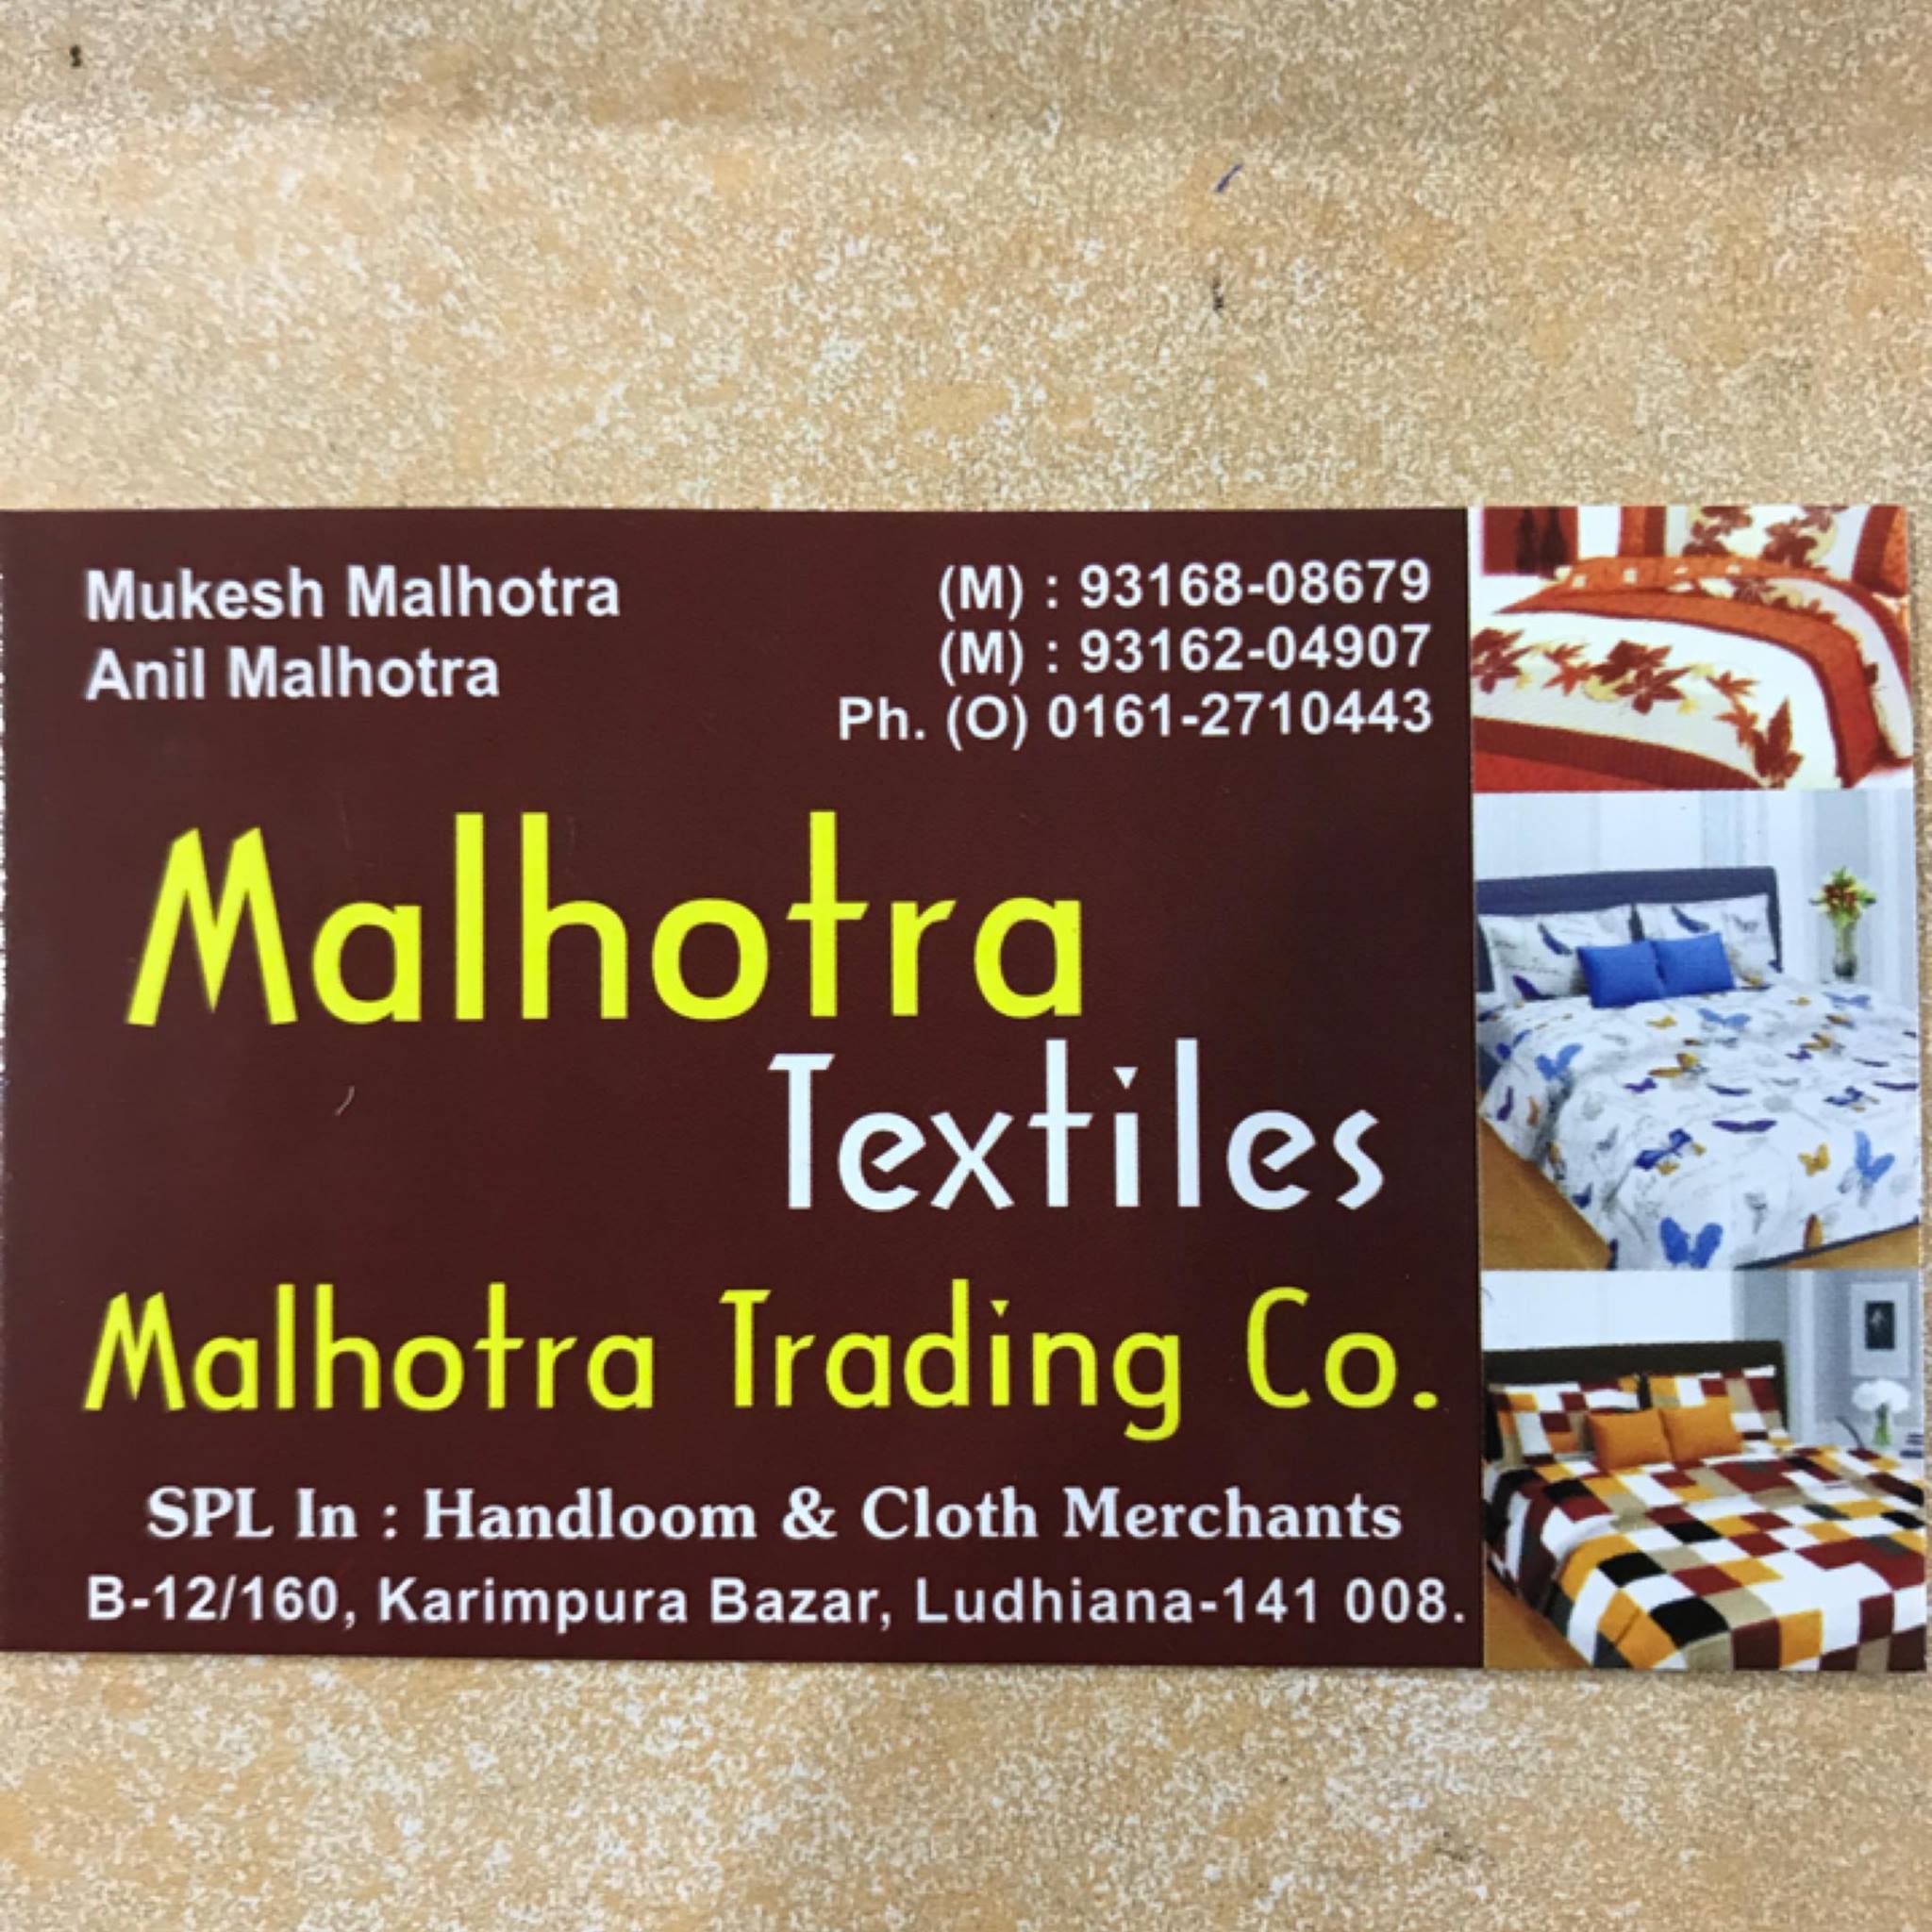 Mukesh Malhotra
Anil Malhotra
(M) : 93168-08679
(M) : 93162-04907
Ph. (O) 0161-2710443
Malhotra
Textiles
Malhotra Trading Co.
SPL In : Handloom & Cloth Merchants
B-12/160, Karimpura Bazar, Ludhiana-141 008.